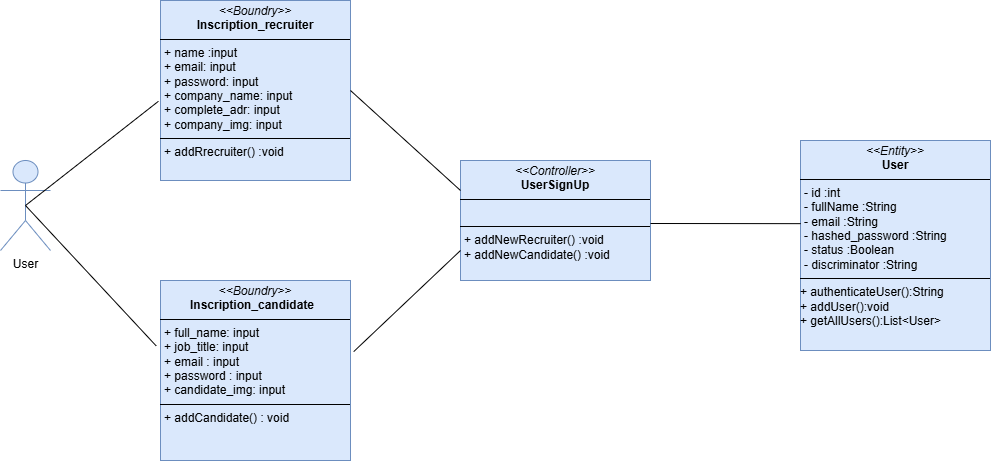 <<Boundry>>
Inscription_recruiter
+ name :input
+ email: input
+ password: input
+ company_name: input
+ complete_adr: input
+ company_img: input
+ addRrecruiter() :void
User
<<Boundry>>
Inscription_candidate
+ full_name: input
+ job_title: input
+ email : input
+ password : input
+ candidate_img: input
+ addCandidate() : void
<<Controller>>
UserSignUp
+ addNewRecruiter() :void
+ addNewCandidate() :void
<<Entity>>
User
- id :int
- fullName :String
- email :String
- hashed_password :String
- status :Boolean
- discriminator :String
+ authenticateUser():String
+ addUser():void
+ getAllUsers():List<User>